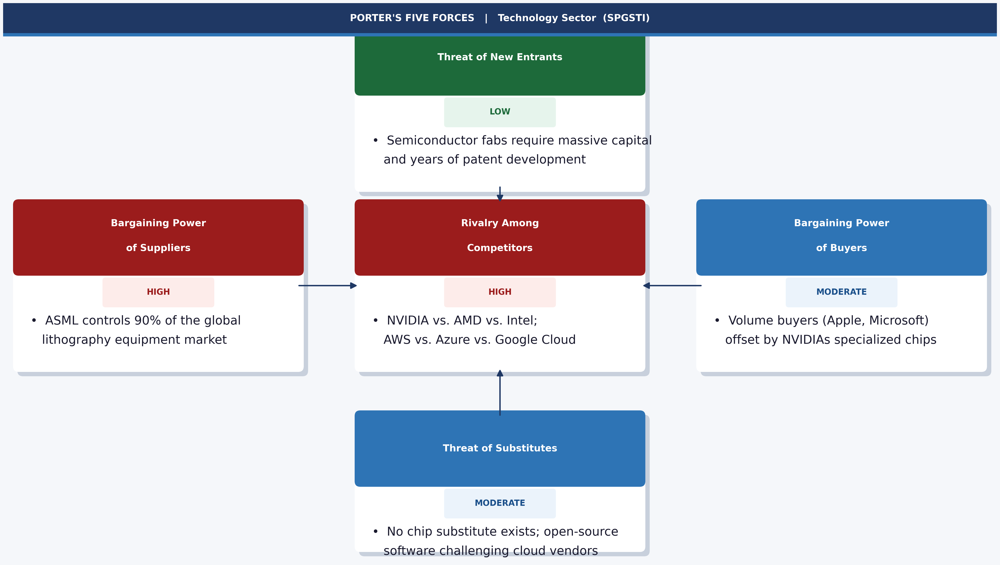 PORTER'S FIVE FORCES | Technology Sector (SPGSTI)
Threat of New Entrants
LOW
• Semiconductor fabs require massive capital
and years of patent development
Bargaining Power
of Suppliers
HIGH
• ASML controls 90% of the global
lithography equipment market
Rivalry Among
Competitors
HIGH
• NVIDIA vs. AMD vs. Intel;
AWS vs. Azure vs. Google Cloud
Bargaining Power
of Buyers
MODERATE
• Volume buyers (Apple, Microsoft)
offset by NVIDIAs specialized chips
Threat of Substitutes
MODERATE
• No chip substitute exists; open-source
software challenging cloud vendors